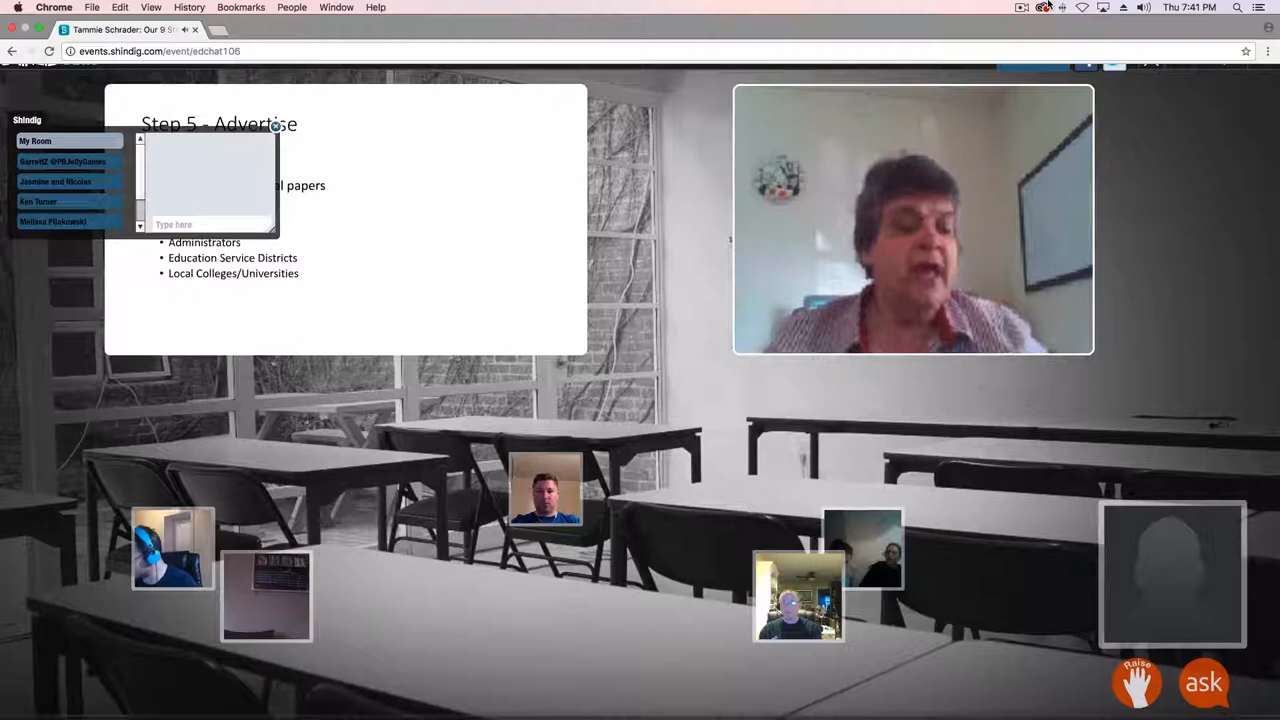 Chrome File Edit View History Bookmarks People Window Help Thu 7:41 PM
Tammie Schrader: Our 9 S
events.shindig.com/event/edchat106
Step 5 - Advertise
Shindig
My Room
GarrettZ @PBJellyGames
Jasmine and Nicolas
Ken Turner
Melissa Pilakowski
Type here
l papers
• Administrators
• Education Service Districts
• Local Colleges/Universities
Raise
ask